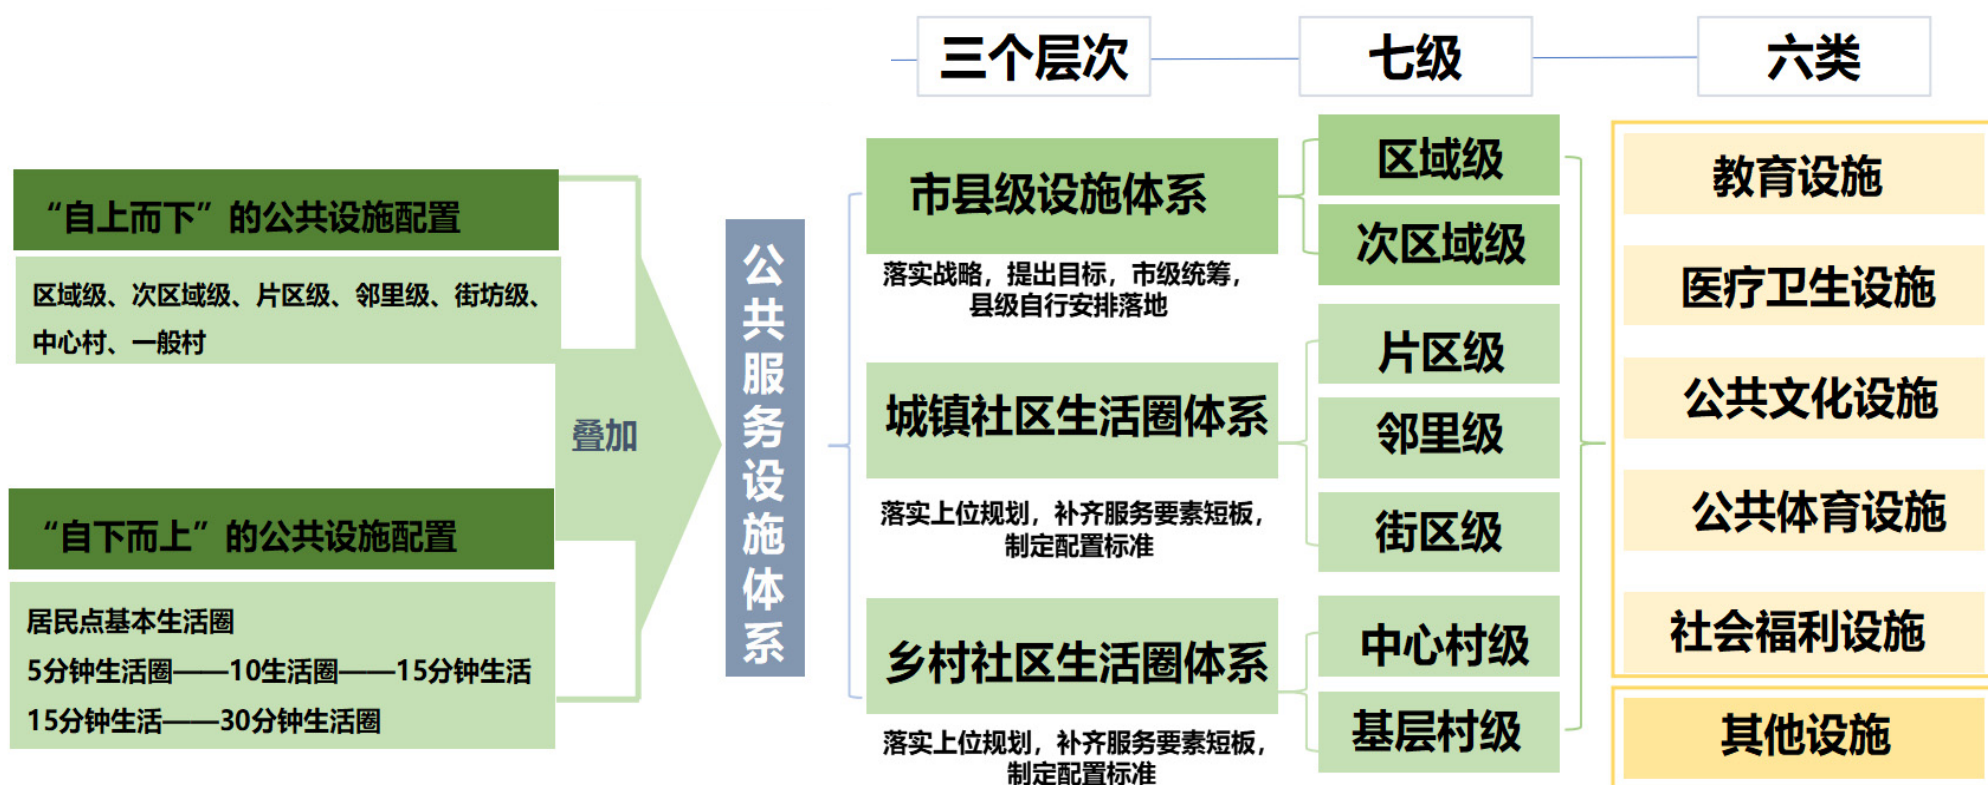 三个层次
七级
六类
“自上而下”的公共设施配置
区域级、次区域级、片区级、邻里级、街坊级、
中心村、一般村
叠加
“自下而上”的公共设施配置
居民点基本生活圈
5分钟生活圈——10生活圈——15分钟生活
15分钟生活——30分钟生活圈
公共服务设施体系
市县级设施体系
落实战略，提出目标，市级统筹，
县级自行安排落地
城镇社区生活圈体系
落实上位规划，补齐服务要素短板，
制定配置标准
乡村社区生活圈体系
落实上位规划，补齐服务要素短板，
制定配置标准
区域级
次区域级
片区级
邻里级
街区级
中心村级
基层村级
教育设施
医疗卫生设施
公共文化设施
公共体育设施
社会福利设施
其他设施